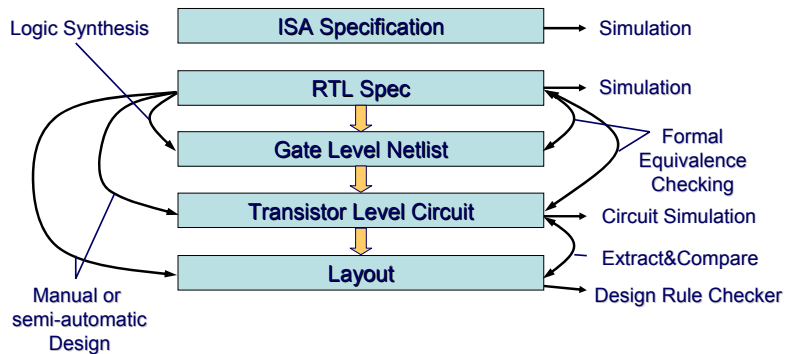 Logic Synthesis
ISA Specification
Simulation
RTL Spec
Simulation
Gate Level Netlist
Formal
Equivalence
Checking
Transistor Level Circuit
Circuit Simulation
Extract&Compare
Layout
Design Rule Checker
Manual or
semi-automatic
Design